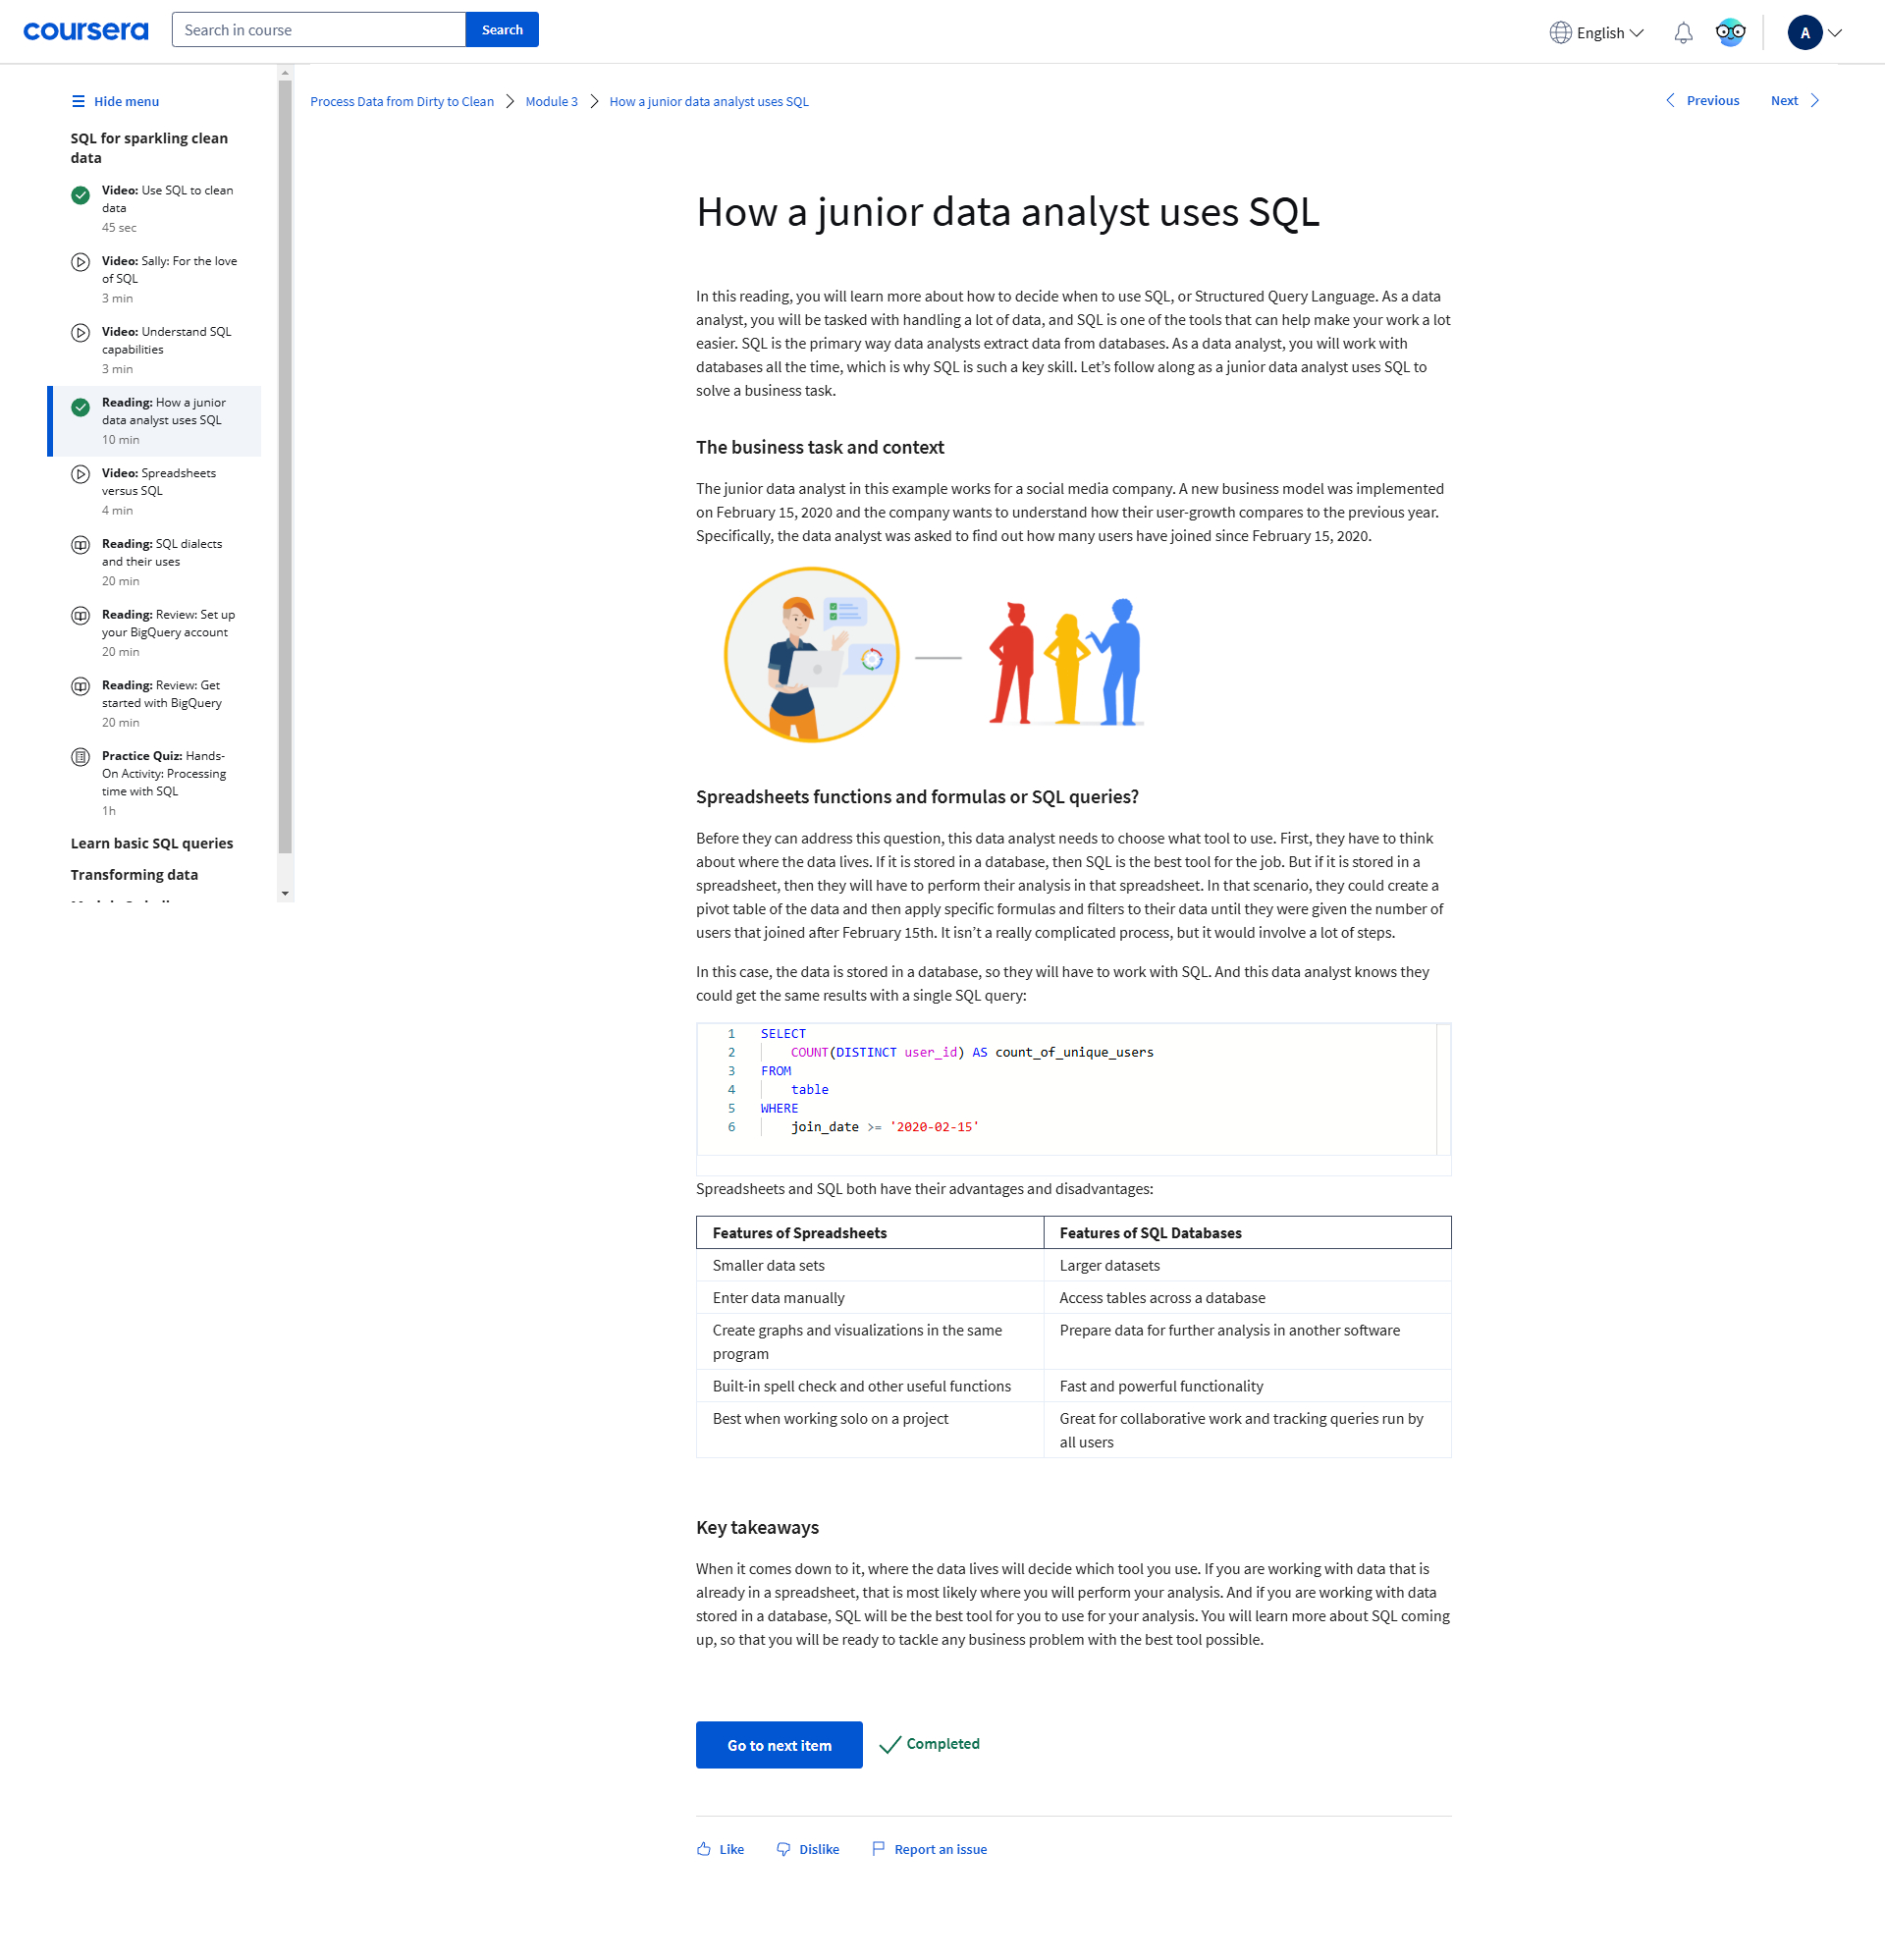 coursera
Search in course
Search
English
A
Hide menu
SQL for sparkling clean
data
Video: Use SQL to clean
data
45 sec
Video: Sally: For the love
of SQL
3 min
Video: Understand SQL
capabilities
3 min
Reading: How a junior
data analyst uses SQL
10 min
Video: Spreadsheets
versus SQL
4 min
Reading: SQL dialects
and their uses
20 min
Reading: Review: Set up
your BigQuery account
20 min
Reading: Review: Get
started with BigQuery
20 min
Practice Quiz: Hands-
On Activity: Processing
time with SQL
1h
Learn basic SQL queries
Transforming data
Process Data from Dirty to Clean
Module 3
How a junior data analyst uses SQL
Previous
Next
How a junior data analyst uses SQL
In this reading, you will learn more about how to decide when to use SQL, or Structured Query Language. As a data
analyst, you will be tasked with handling a lot of data, and SQL is one of the tools that can help make your work a lot
easier. SQL is the primary way data analysts extract data from databases. As a data analyst, you will work with
databases all the time, which is why SQL is such a key skill. Let’s follow along as a junior data analyst uses SQL to
solve a business task.
The business task and context
The junior data analyst in this example works for a social media company. A new business model was implemented
on February 15, 2020 and the company wants to understand how their user-growth compares to the previous year.
Specifically, the data analyst was asked to find out how many users have joined since February 15, 2020.
Spreadsheets functions and formulas or SQL queries?
Before they can address this question, this data analyst needs to choose what tool to use. First, they have to think
about where the data lives. If it is stored in a database, then SQL is the best tool for the job. But if it is stored in a
spreadsheet, then they will have to perform their analysis in that spreadsheet. In that scenario, they could create a
pivot table of the data and then apply specific formulas and filters to their data until they were given the number of
users that joined after February 15th. It isn’t a really complicated process, but it would involve a lot of steps.
In this case, the data is stored in a database, so they will have to work with SQL. And this data analyst knows they
could get the same results with a single SQL query:
1 SELECT
2 COUNT(DISTINCT user_id) AS count_of_unique_users
3 FROM
4 table
5 WHERE
6 join_date >= '2020-02-15'
Spreadsheets and SQL both have their advantages and disadvantages:
Features of Spreadsheets
Features of SQL Databases
Smaller data sets
Larger datasets
Enter data manually
Access tables across a database
Create graphs and visualizations in the same
program
Prepare data for further analysis in another software
Built-in spell check and other useful functions
Fast and powerful functionality
Best when working solo on a project
Great for collaborative work and tracking queries run by
all users
Key takeaways
When it comes down to it, where the data lives will decide which tool you use. If you are working with data that is
already in a spreadsheet, that is most likely where you will perform your analysis. And if you are working with data
stored in a database, SQL will be the best tool for you to use for your analysis. You will learn more about SQL coming
up, so that you will be ready to tackle any business problem with the best tool possible.
Go to next item
Completed
Like
Dislike
Report an issue